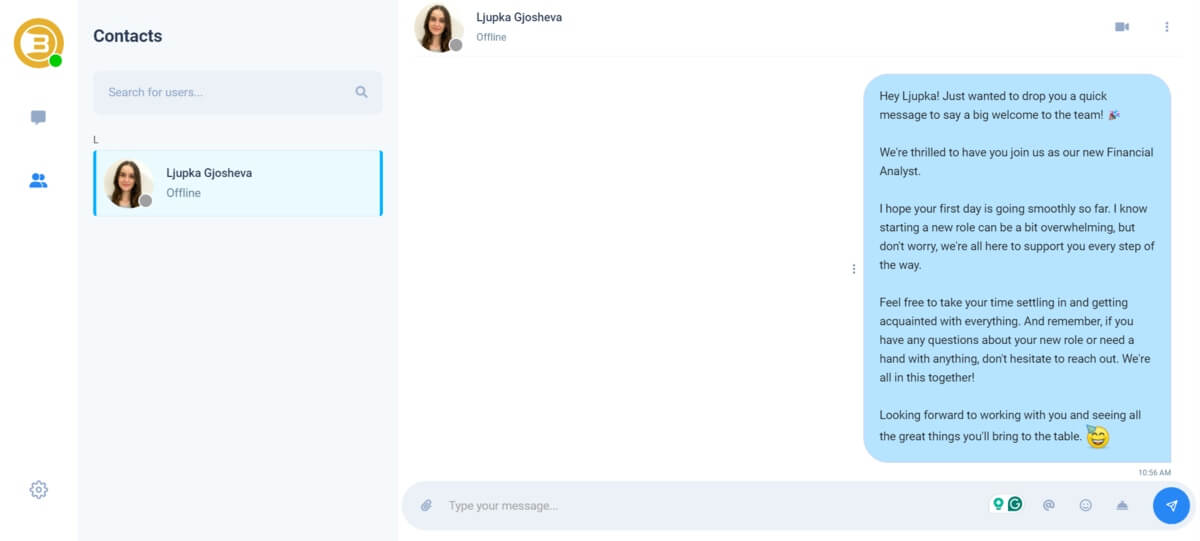 Contacts
Search for users...
L
Ljupka Gjosheva
Offline
Ljupka Gjosheva
Offline
Hey Ljupka! Just wanted to drop you a quick
message to say a big welcome to the team! 🎉
We're thrilled to have you join us as our new Financial
Analyst.
I hope your first day is going smoothly so far. I know
starting a new role can be a bit overwhelming, but
don't worry, we're all here to support you every step of
the way.
Feel free to take your time settling in and getting
acquainted with everything. And remember, if you
have any questions about your new role or need a
hand with anything, don't hesitate to reach out. We're
all in this together!
Looking forward to working with you and seeing all
the great things you'll bring to the table. 😅
10:56 AM
Type your message...